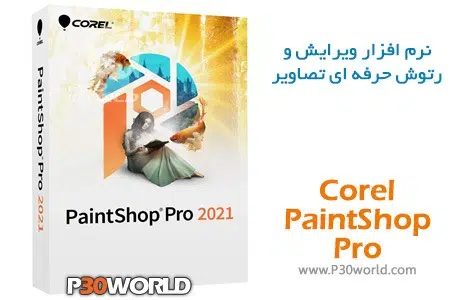 COREL
PaintShop Pro 2021
PaintShop® Pro 2021
P30WORLD
نرم افزار ویرایش و
رتوش حرفه ای تصاویر
Corel
PaintShop
Pro
www.P30world.com